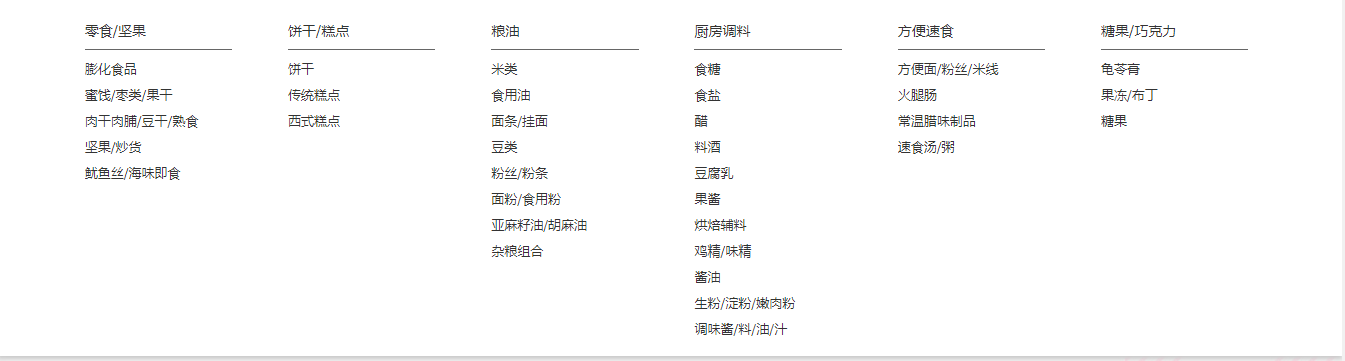 零食/坚果
膨化食品
蜜饯/枣类/果干
肉干肉脯/豆干/熟食
坚果/炒货
鱿鱼丝/海味即食
饼干/糕点
饼干
传统糕点
西式糕点
粮油
米类
食用油
面条/挂面
豆类
粉丝/粉条
面粉/食用粉
亚麻籽油/胡麻油
杂粮组合
厨房调料
食糖
食盐
醋
料酒
豆腐乳
果酱
烘焙辅料
鸡精/味精
酱油
生粉/淀粉/嫩肉粉
调味酱/料/油/汁
方便速食
方便面/粉丝/米线
火腿肠
常温腊味制品
速食汤/粥
糖果/巧克力
龟苓膏
果冻/布丁
糖果